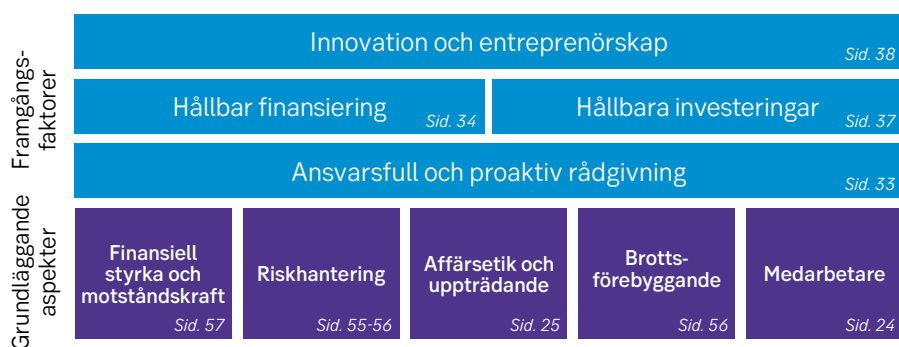 Framgångs-
faktorer
Innovation och entreprenörskap
Sid. 38
Hållbar finansiering
Sid. 34
Hållbara investeringar
Sid. 37
Ansvarsfull och proaktiv rådgivning
Sid. 33
Grundläggande
aspekter
Finansiell
styrka och
motståndskraft
Sid. 57
Riskhantering
Sid. 55-56
Affärsetik och
uppträdande
Sid. 25
Brotts-
förebyggande
Sid. 56
Medarbetare
Sid. 24